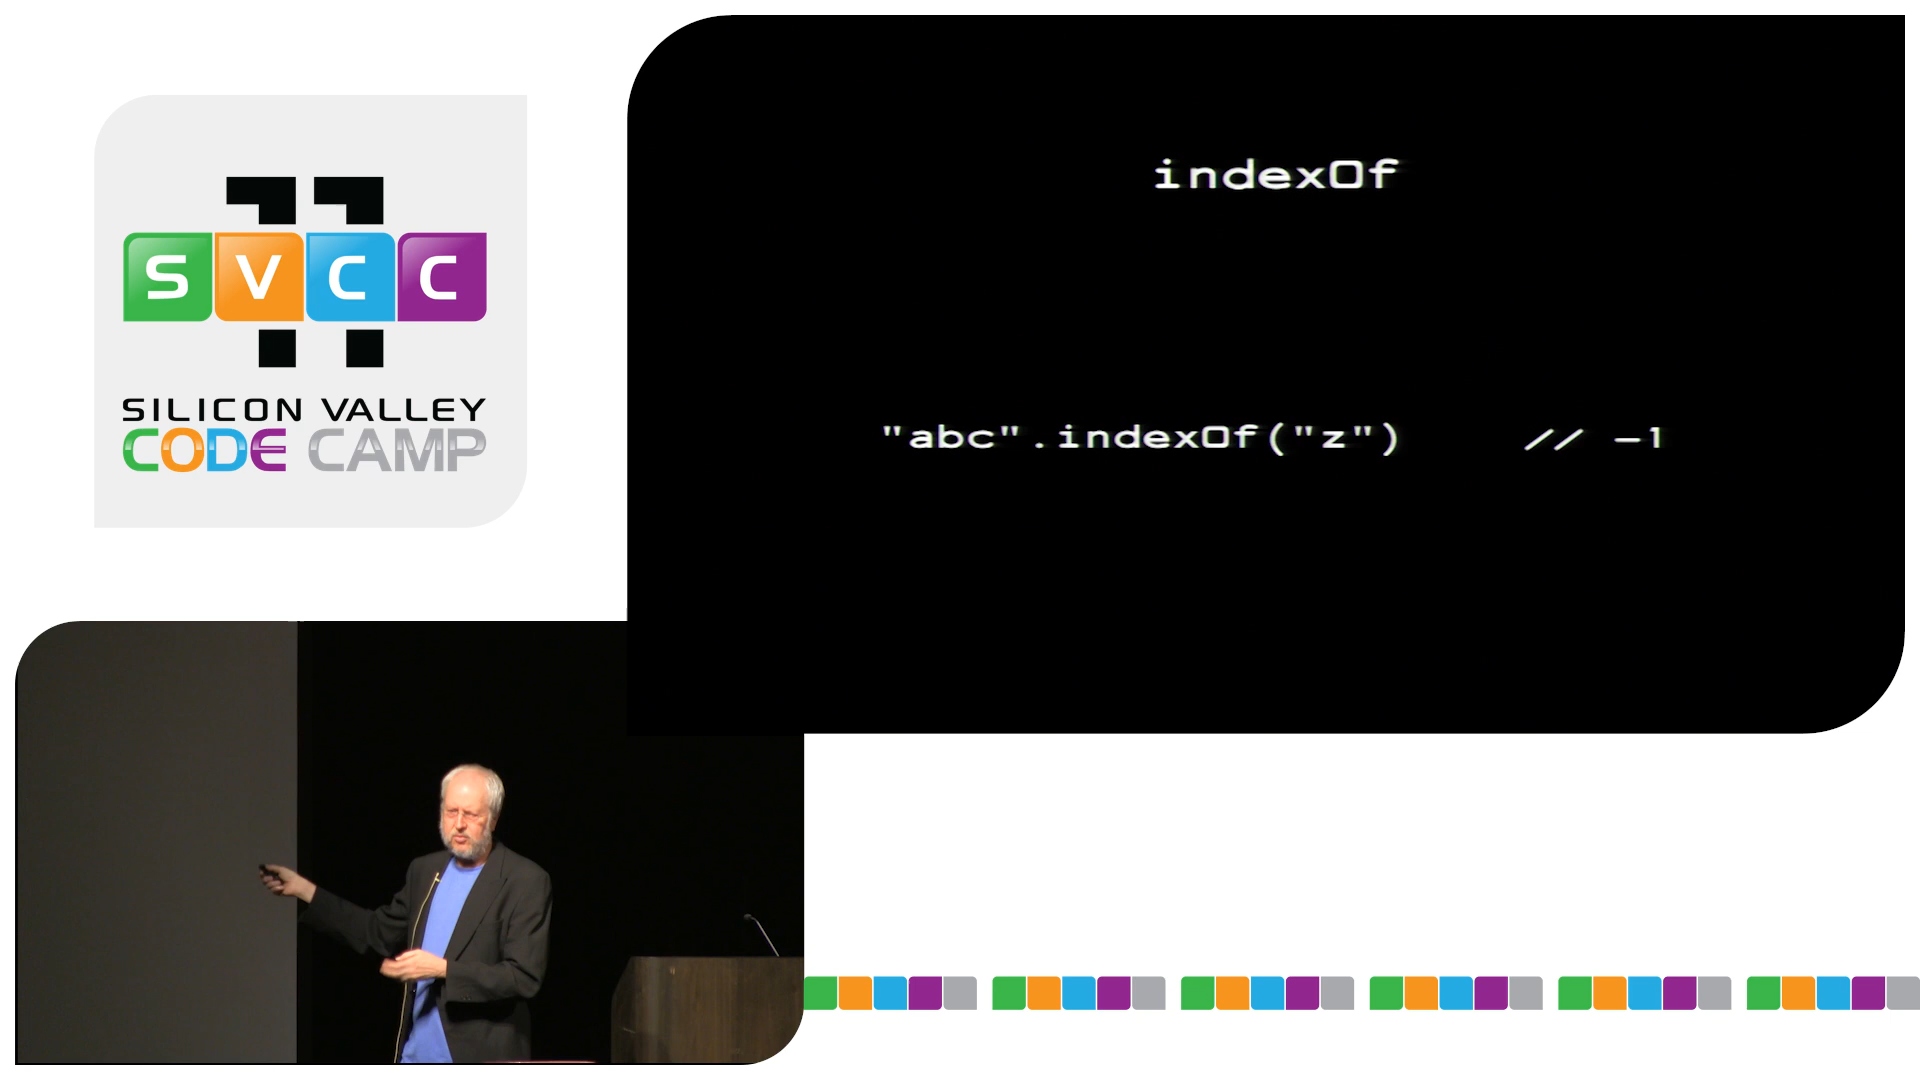 SVCC
SILICON VALLEY
CODE CAMP
indexOf
"abc".indexOf("z") // -1